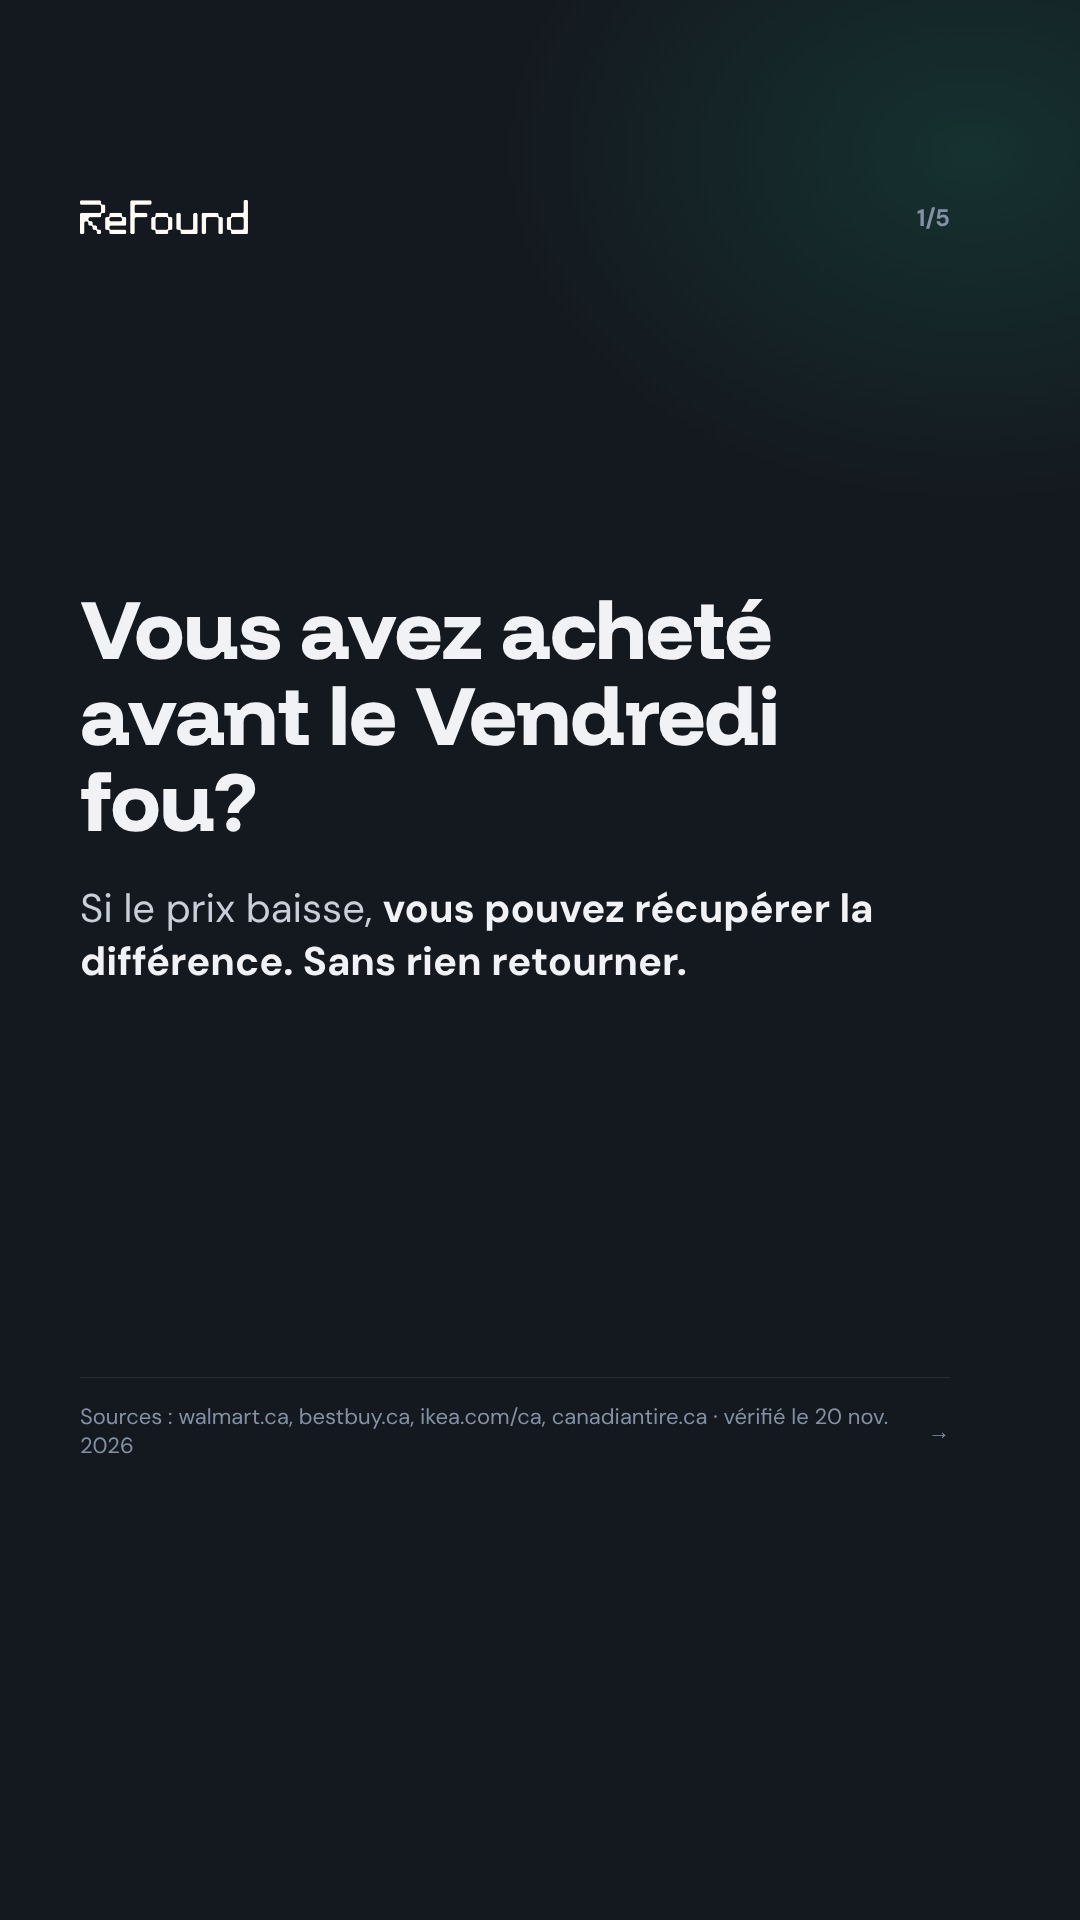 ReFound
1/5
Vous avez acheté
avant le Vendredi
fou?
Si le prix baisse, vous pouvez récupérer la
différence. Sans rien retourner.
Sources : walmart.ca, bestbuy.ca, ikea.com/ca, canadiantire.ca · vérifié le 20 nov.
2026
→